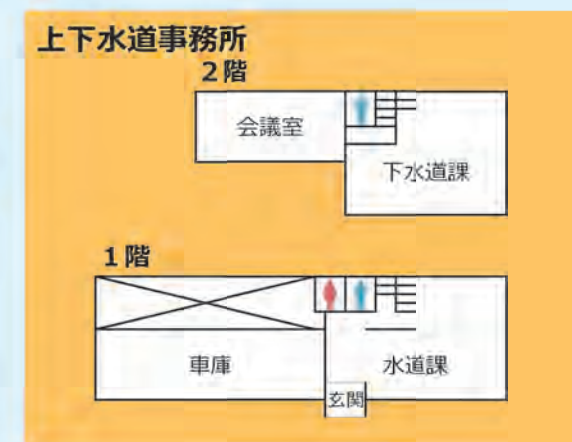 上下水道事務所
２階
会議室
下水道課
１階
車庫
水道課
玄関